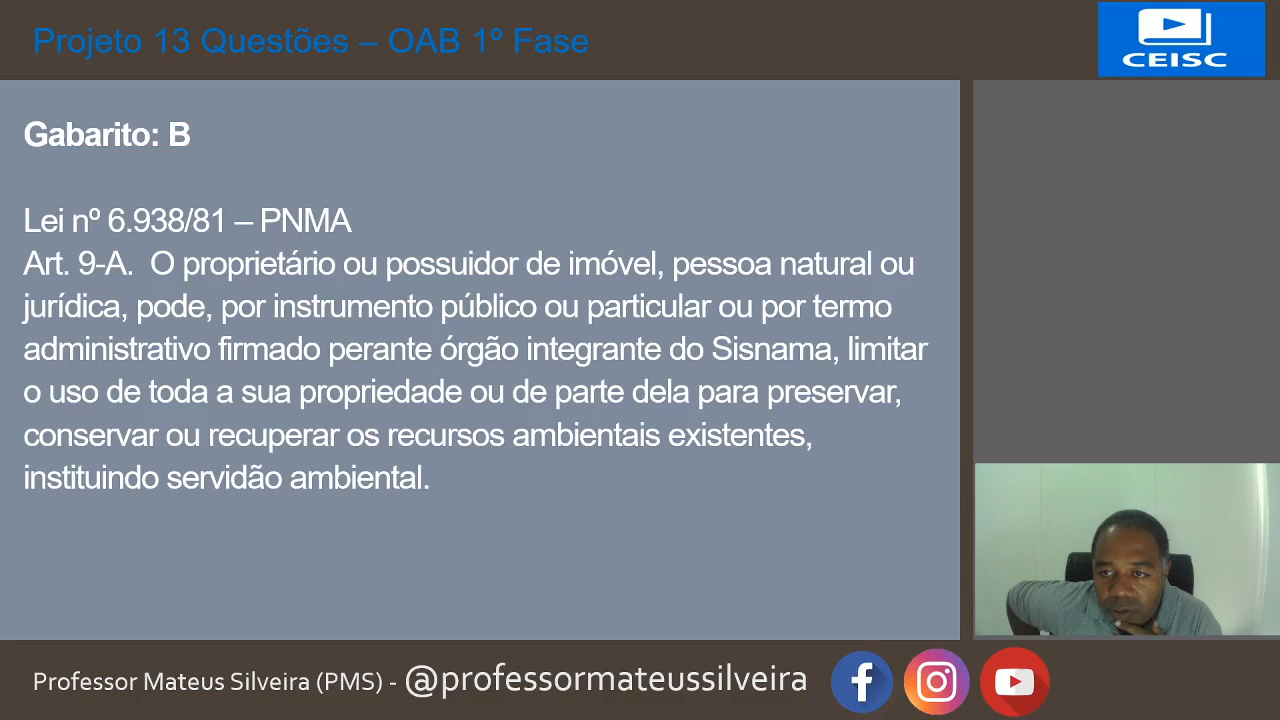 Projeto 13 Questões – OAB 1º Fase
CEISC
Gabarito: B
Lei nº 6.938/81 – PNMA
Art. 9-A.  O proprietário ou possuidor de imóvel, pessoa natural ou
jurídica, pode, por instrumento público ou particular ou por termo
administrativo firmado perante órgão integrante do Sisnama, limitar
o uso de toda a sua propriedade ou de parte dela para preservar,
conservar ou recuperar os recursos ambientais existentes,
instituindo servidão ambiental.
Professor Mateus Silveira (PMS) - @professormateussilveira